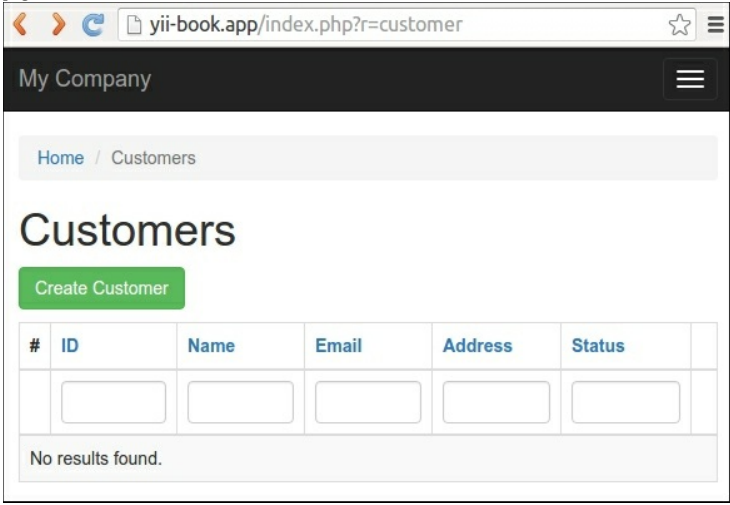 yii-book.app/index.php?r=customer
My Company
Home / Customers
Customers
Create Customer
# ID Name Email Address Status
No results found.